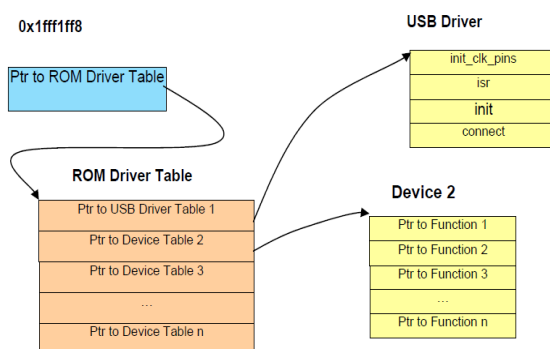 0x1fff1ff8
Ptr to ROM Driver Table
USB Driver
init_clk_pins
isr
init
connect
ROM Driver Table
Ptr to USB Driver Table 1
Ptr to Device Table 2
Ptr to Device Table 3
...
Ptr to Device Table n
Device 2
Ptr to Function 1
Ptr to Function 2
Ptr to Function 3
...
Ptr to Function n